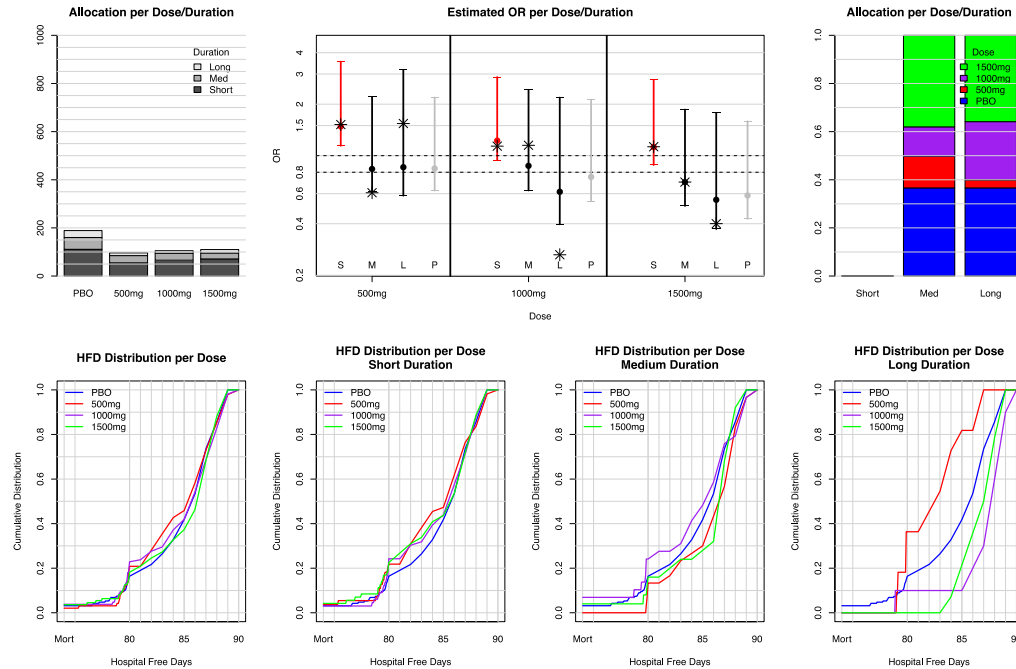 Allocation per Dose/Duration
1000
800
600
400
200
0
Duration
Long
Med
Short
PBO 500mg 1000mg 1500mg
Estimated OR per Dose/Duration
OR
4
3
2
1.5
0.8
0.6
0.4
0.2
S M L P S M L P S M L P
500mg 1000mg 1500mg
Dose
Allocation per Dose/Duration
1.0
0.8
0.6
0.4
0.2
0.0
Dose
1500mg
1000mg
500mg
PBO
Short Med Long
HFD Distribution per Dose
Cumulative Distribution
1.0
0.8
0.6
0.4
0.2
0.0
PBO
500mg
1000mg
1500mg
Mort 80 85 90
Hospital Free Days
HFD Distribution per Dose
Short Duration
Cumulative Distribution
1.0
0.8
0.6
0.4
0.2
0.0
PBO
500mg
1000mg
1500mg
Mort 80 85 90
Hospital Free Days
HFD Distribution per Dose
Medium Duration
Cumulative Distribution
1.0
0.8
0.6
0.4
0.2
0.0
PBO
500mg
1000mg
1500mg
Mort 80 85 90
Hospital Free Days
HFD Distribution per Dose
Long Duration
Cumulative Distribution
1.0
0.8
0.6
0.4
0.2
0.0
PBO
500mg
1000mg
1500mg
Mort 80 85 90
Hospital Free Days